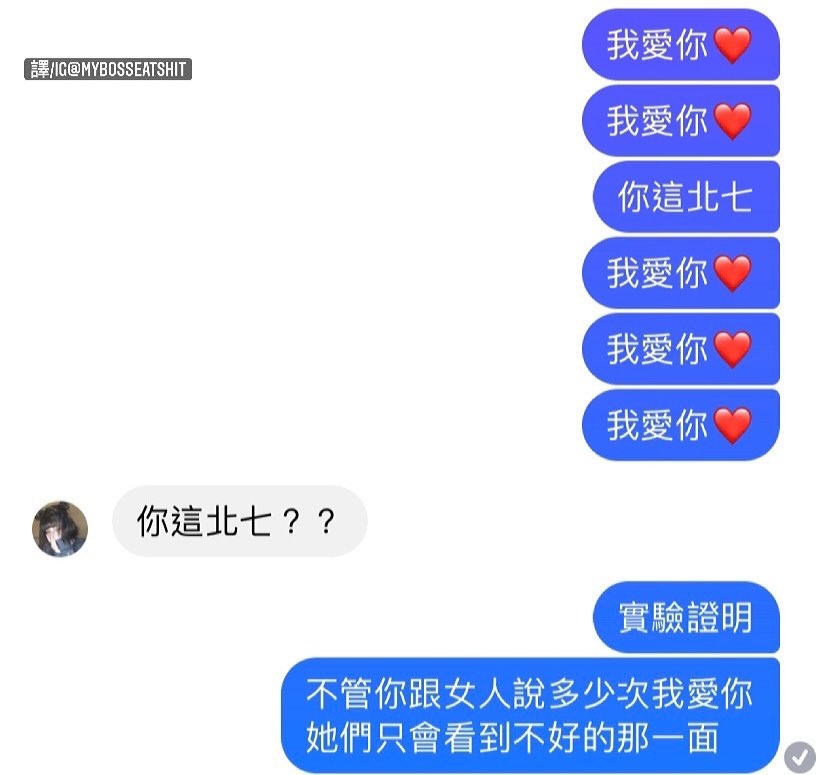 譯/IG@MYBOSSEATSHIT
我愛你❤️
我愛你❤️
你這北七
我愛你❤️
我愛你❤️
我愛你❤️
你這北七？？
實驗證明
不管你跟女人說多少次我愛你
她們只會看到不好的那一面